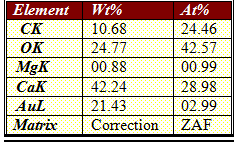 Element Wt% At%
CK 10.68 24.46
OK 24.77 42.57
MgK 00.88 00.99
CaK 42.24 28.98
AuL 21.43 02.99
Matrix Correction ZAF